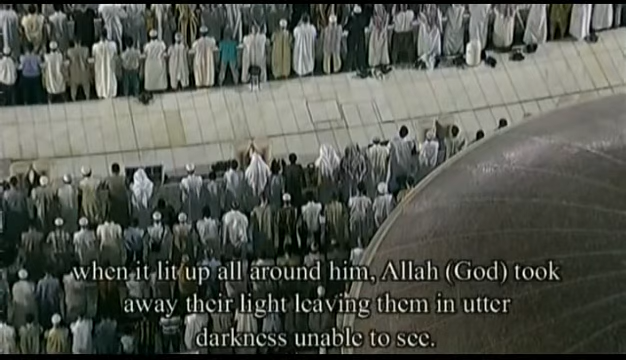 when it lit up all around him, Allah (God) took
away their light leaving them in utter
darkness unable to see.